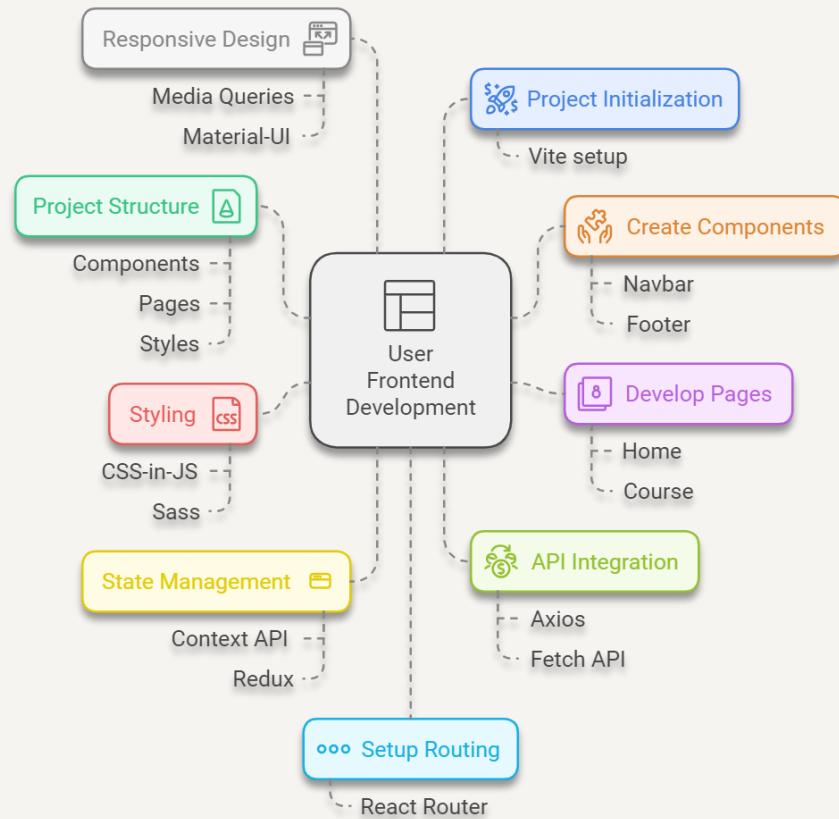 Responsive Design
Media Queries
Material-UI
Project Initialization
Vite setup
Project Structure
Components
Pages
Styles
Create Components
Navbar
Footer
User
Frontend
Development
Styling
CSS
CSS-in-JS
Sass
Develop Pages
8
Home
Course
State Management
Context API
Redux
API Integration
$
Axios
Fetch API
Setup Routing
React Router